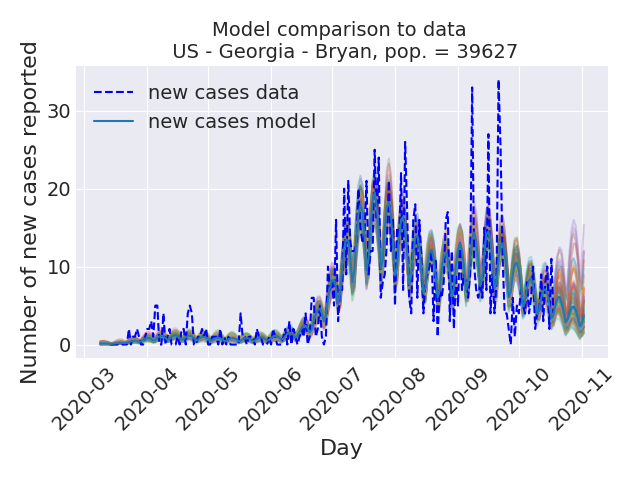 Model comparison to data
US - Georgia - Bryan, pop. = 39627
Number of new cases reported
30
20
10
0
new cases data
new cases model
2020-03
2020-04
2020-05
2020-06
2020-07
2020-08
2020-09
2020-10
2020-11
Day